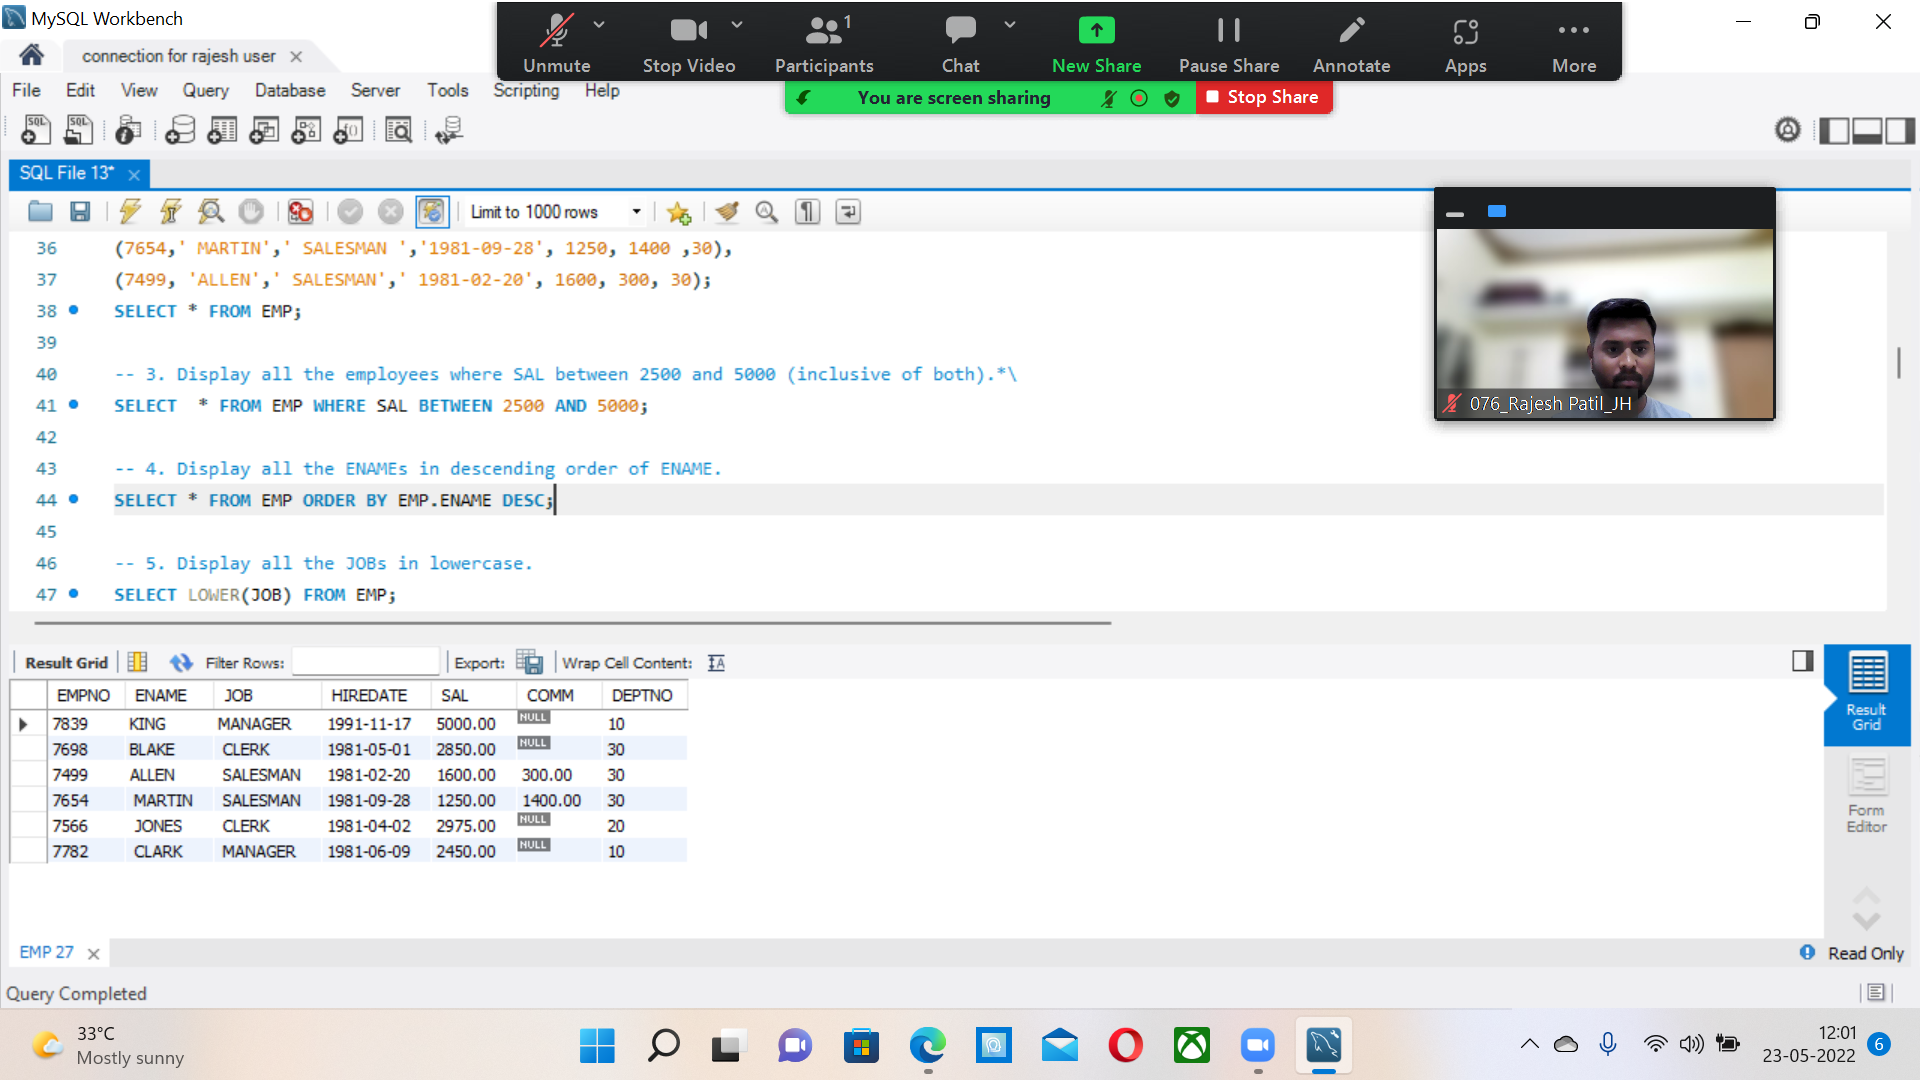 MySQL Workbench
Unmute
Stop Video
1
Participants
Chat
New Share
Pause Share
Annotate
Apps
More
connection for rajesh user
You are screen sharing
Stop Share
File Edit View Query Database Server Tools Scripting Help
SQL File 13*
Limit to 1000 rows
36 (7654,' MARTIN',' SALESMAN ','1981-09-28', 1250, 1400 ,30),
37 (7499, 'ALLEN',' SALESMAN',' 1981-02-20', 1600, 300, 30);
38 SELECT * FROM EMP;
39
40 -- 3. Display all the employees where SAL between 2500 and 5000 (inclusive of both).*\
41 SELECT  * FROM EMP WHERE SAL BETWEEN 2500 AND 5000;
42
43 -- 4. Display all the ENAMEs in descending order of ENAME.
44 SELECT * FROM EMP ORDER BY EMP.ENAME DESC;
45
46 -- 5. Display all the JOBs in lowercase.
47 SELECT LOWER(JOB) FROM EMP;
076_Rajesh Patil_JH
Result Grid Filter Rows: Export: Wrap Cell Content:
EMPNO ENAME JOB HIREDATE SAL COMM DEPTNO
7839 KING MANAGER 1991-11-17 5000.00 NULL 10
7698 BLAKE CLERK 1981-05-01 2850.00 NULL 30
7499 ALLEN SALESMAN 1981-02-20 1600.00 300.00 30
7654 MARTIN SALESMAN 1981-09-28 1250.00 1400.00 30
7566 JONES CLERK 1981-04-02 2975.00 NULL 20
7782 CLARK MANAGER 1981-06-09 2450.00 NULL 10
Result
Grid
Form
Editor
EMP 27
Read Only
Query Completed
33°C
Mostly sunny
12:01
23-05-2022
6